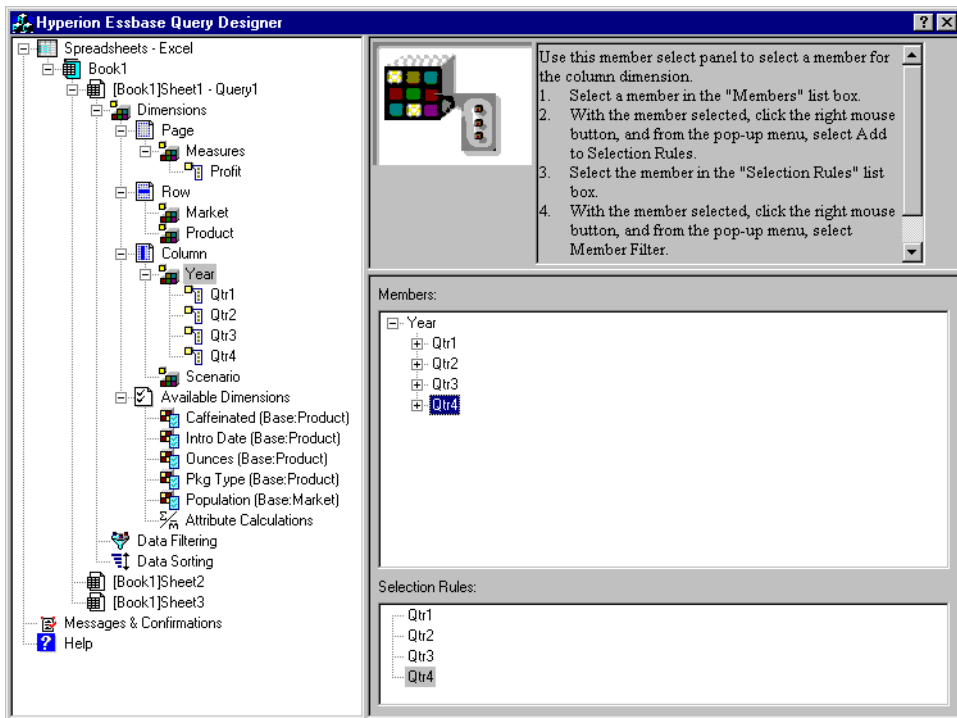 Hyperion Essbase Query Designer
Spreadsheets - Excel
Book1
[Book1]Sheet1 - Query1
Dimensions
Page
Measures
Profit
Row
Market
Product
Column
Year
Qtr1
Qtr2
Qtr3
Qtr4
Scenario
Available Dimensions
Caffeinated (Base:Product)
Intro Date (Base:Product)
Ounces (Base:Product)
Pkg Type (Base:Product)
Population (Base:Market)
Attribute Calculations
Data Filtering
Data Sorting
[Book1]Sheet2
[Book1]Sheet3
Messages & Confirmations
Help
Use this member select panel to select a member for
the column dimension.
1. Select a member in the "Members" list box.
2. With the member selected, click the right mouse
button, and from the pop-up menu, select Add
to Selection Rules.
3. Select the member in the "Selection Rules" list
box.
4. With the member selected, click the right mouse
button, and from the pop-up menu, select
Member Filter.
Members:
Year
Qtr1
Qtr2
Qtr3
Qtr4
Selection Rules:
Qtr1
Qtr2
Qtr3
Qtr4